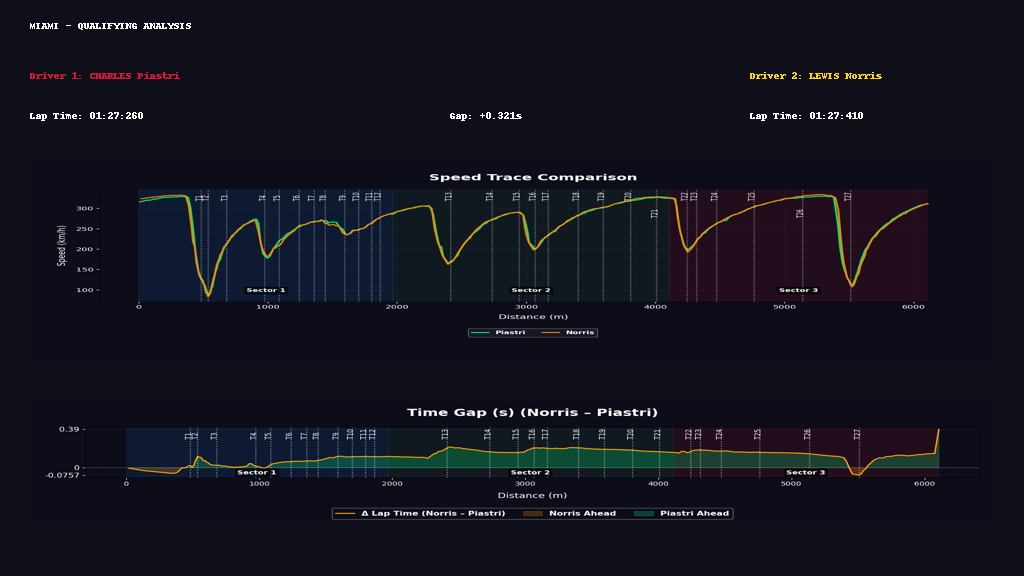 MIAMI - QUALIFYING ANALYSIS
Driver 1: CHARLES Piastri
Driver 2: LEWIS Norris
Lap Time: 01:27:260
Gap: +0.321s
Lap Time: 01:27:410
Speed Trace Comparison
Speed (km/h)
300
250
200
150
100
T1 T2 T3 T4 T5 T6 T7 T8 T9 T10 T11 T12 T13 T14 T15 T16 T17 T18 T19 T20 T21 T22 T23 T24 T25 T26 T27
Sector 1 Sector 2 Sector 3
0 1000 2000 3000 4000 5000 6000
Distance (m)
Piastri Norris
Time Gap (s) (Norris – Piastri)
0.39
0
-0.0757
T1 T2 T3 T4 T5 T6 T7 T8 T9 T10 T11 T12 T13 T14 T15 T16 T17 T18 T19 T20 T21 T22 T23 T24 T25 T26 T27
Sector 1 Sector 2 Sector 3
0 1000 2000 3000 4000 5000 6000
Distance (m)
Δ Lap Time (Norris – Piastri) Norris Ahead Piastri Ahead